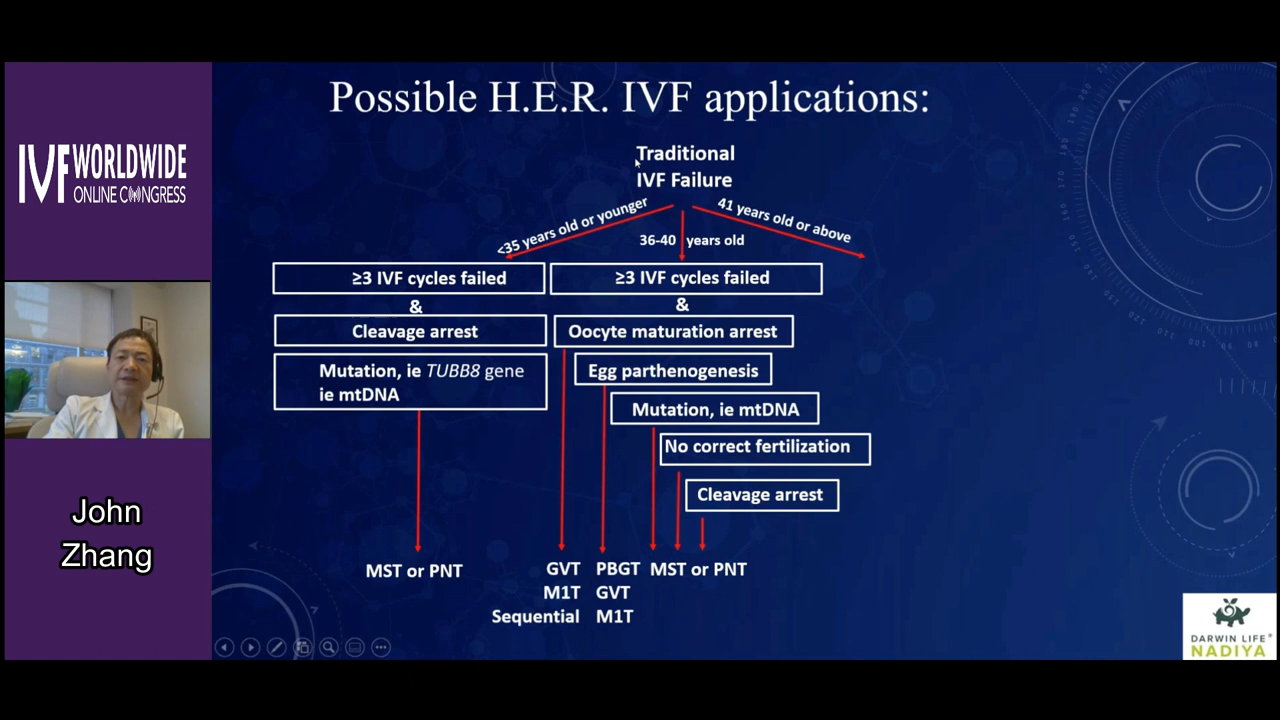 Possible H.E.R. IVF applications:
IVF WORLDWIDE
ONLINE CONGRESS
Traditional
IVF Failure
<35 years old or younger
36-40 years old
41 years old or above
≥3 IVF cycles failed
&
Cleavage arrest
Mutation, ie TUBB8 gene
ie mtDNA
MST or PNT
≥3 IVF cycles failed
&
Oocyte maturation arrest
Egg parthenogenesis
Mutation, ie mtDNA
No correct fertilization
Cleavage arrest
GVT
M1T
Sequential
PBGT
GVT
M1T
MST or PNT
John
Zhang
DARWIN LIFE®
NADIYA